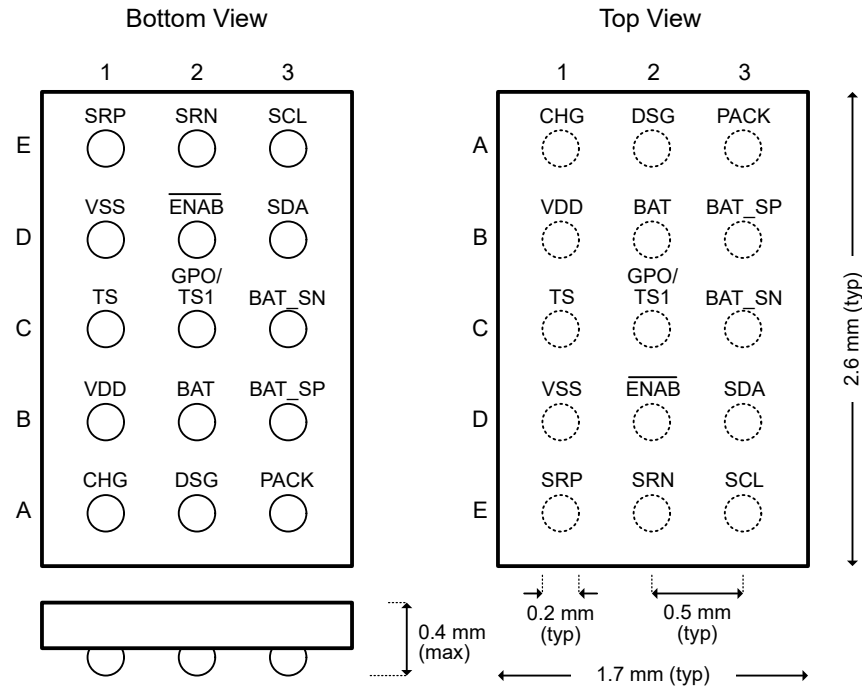 Bottom View
1 2 3
E
SRP SRN SCL
D
VSS ENAB SDA
C
TS GPO/
TS1 BAT_SN
B
VDD BAT BAT_SP
A
CHG DSG PACK
0.4 mm
(max)
Top View
1 2 3
A
CHG DSG PACK
B
VDD BAT BAT_SP
C
TS GPO/
TS1 BAT_SN
D
VSS ENAB SDA
E
SRP SRN SCL
2.6 mm (typ)
0.2 mm
(typ)
0.5 mm
(typ)
1.7 mm (typ)